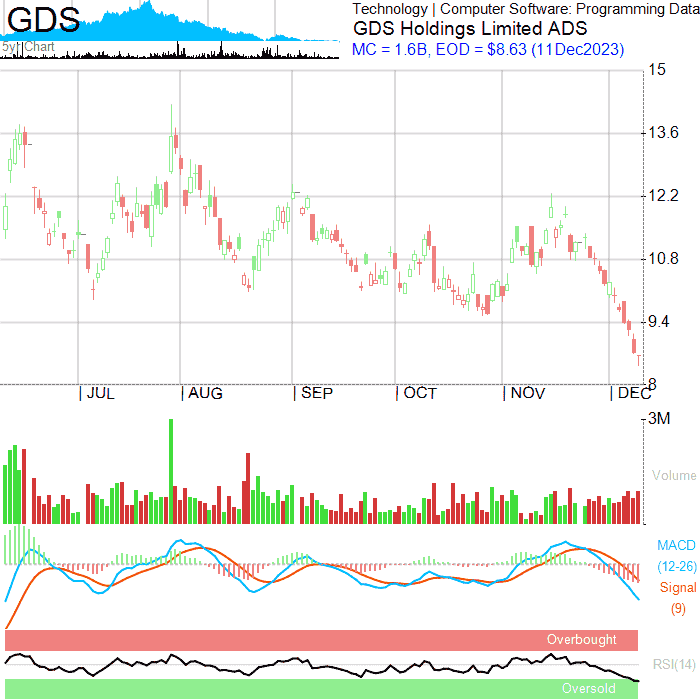 GDS
5y Chart
Technology | Computer Software: Programming Data
GDS Holdings Limited ADS
MC = 1.6B, EOD = $8.63 (11Dec2023)
15
13.6
12.2
10.8
9.4
8
JUL AUG SEP OCT NOV DEC
3M
Volume
MACD
(12-26)
Signal
(9)
Overbought
RSI(14)
Oversold